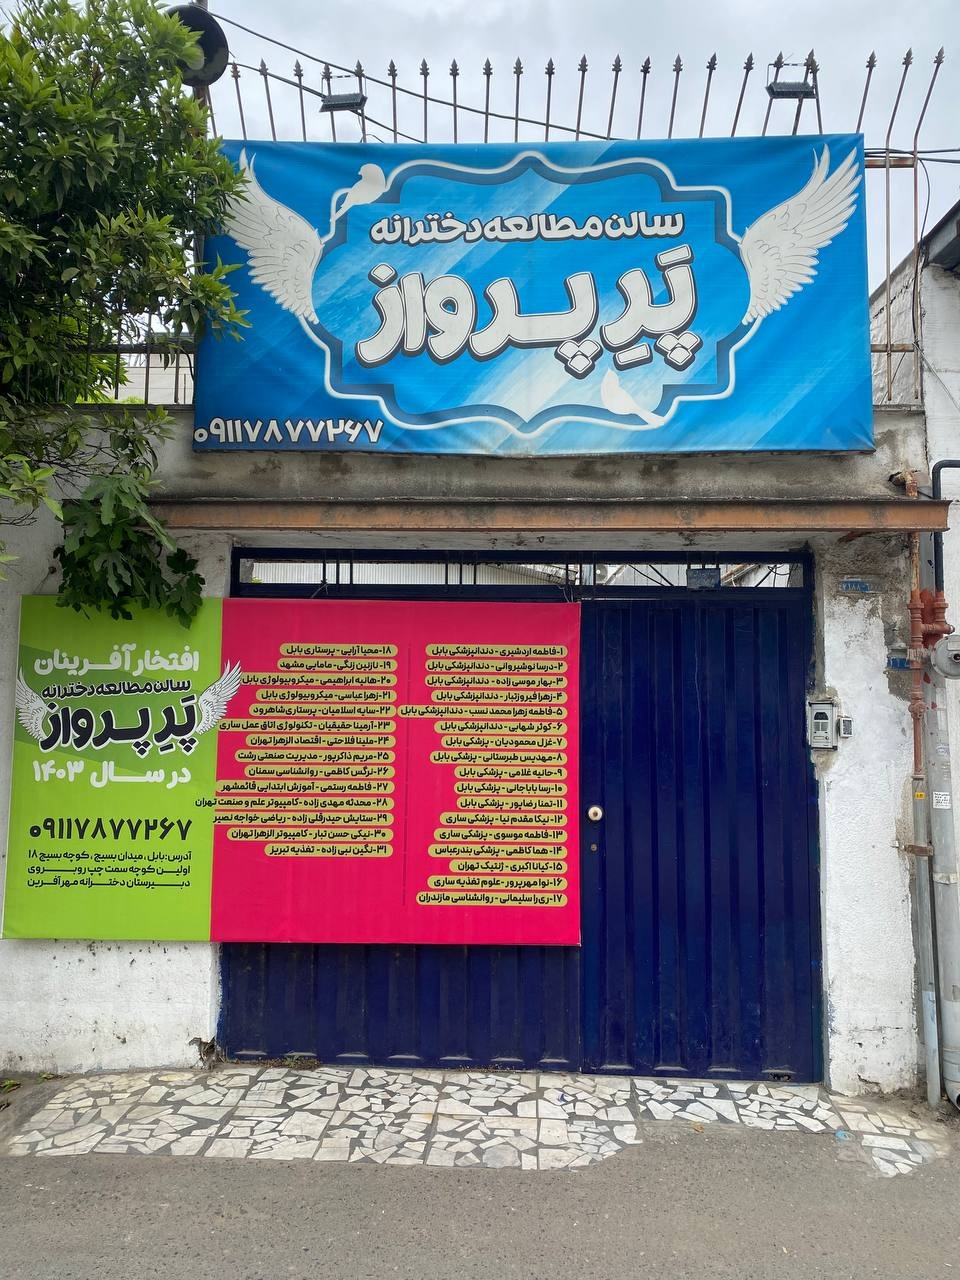 سالن مطالعه دخترانه
پَرِ پرواز
۰۹۱۱۷۸۷۷۲۶۷
افتخار آفرینان
سالن مطالعه دخترانه
پَرِ پرواز
در سال ۱۴۰۳
۰۹۱۱۷۸۷۷۲۶۷
آدرس: بابل، میدان بسیج، کوچه بسیج ۱۸
اولین کوچه سمت چپ روبروی
دبیرستان دخترانه مهرآفرین
۱-فاطمه اردشیری - دندانپزشکی بابل
۲-درسا نوشیروانی - دندانپزشکی بابل
۳-بهار موسی زاده - دندانپزشکی بابل
۴-زهرا فیروزتبار - دندانپزشکی بابل
۵-فاطمه زهرا محمدنسب - دندانپزشکی بابل
۶-کوثر شهابی - دندانپزشکی بابل
۷-غزل محمودیان - پزشکی بابل
۸-مهدیس طبرستانی - پزشکی بابل
۹-حانیه غلامی - پزشکی بابل
۱۰-رسا باباجانی - پزشکی بابل
۱۱-تمنا رضاپور - پزشکی بابل
۱۲-نیکا مقدم نیا - پزشکی ساری
۱۳-فاطمه موسوی - پزشکی ساری
۱۴-هما کاظمی - پزشکی بندرعباس
۱۵-کیانا اکبری - ژنتیک تهران
۱۶-نوا مهرپرور -علوم تغذیه ساری
۱۷-ری‌را سلیمانی - روانشناسی مازندران
۱۸-محیا آرایی - پرستاری بابل
۱۹- نازنین زنگی- مامایی مشهد
۲۰-هانیه ابراهیمی - میکروبیولوژی بابل
۲۱-زهرا عباسی- میکروبیولوژی بابل
۲۲-سایه اسلامیان- پرستاری شاهرود
۲۳-آرمینا حقیقیان - تکنولوژی اتاق عمل ساری
۲۴-ملینا فلاحتی - اقتصاد الزهرا تهران
۲۵-مریم ذاکرپور- مدیریت صنعتی رشت
۲۶-نرگس کاظمی - روانشناسی سمنان
۲۷-فاطمه رستمی - آموزش ابتدایی قائمشهر
۲۸-محدثه مهدی زاده -کامپیوتر علم و صنعت تهران
۲۹-ستایش حیدرقلی زاده - ریاضی خواجه نصیر
۳۰-نیکی حسن تبار - کامپیوتر الزهرا تهران
۳۱-نگین نبی زاده - تغذیه تبریز